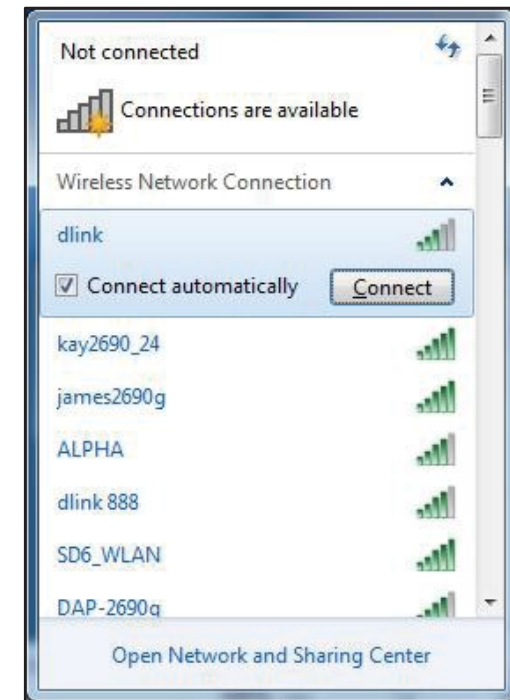 Not connected
Connections are available
Wireless Network Connection
dlink
Connect automatically Connect
kay2690_24
james2690g
ALPHA
dlink 888
SD6_WLAN
DAP-2690g
Open Network and Sharing Center